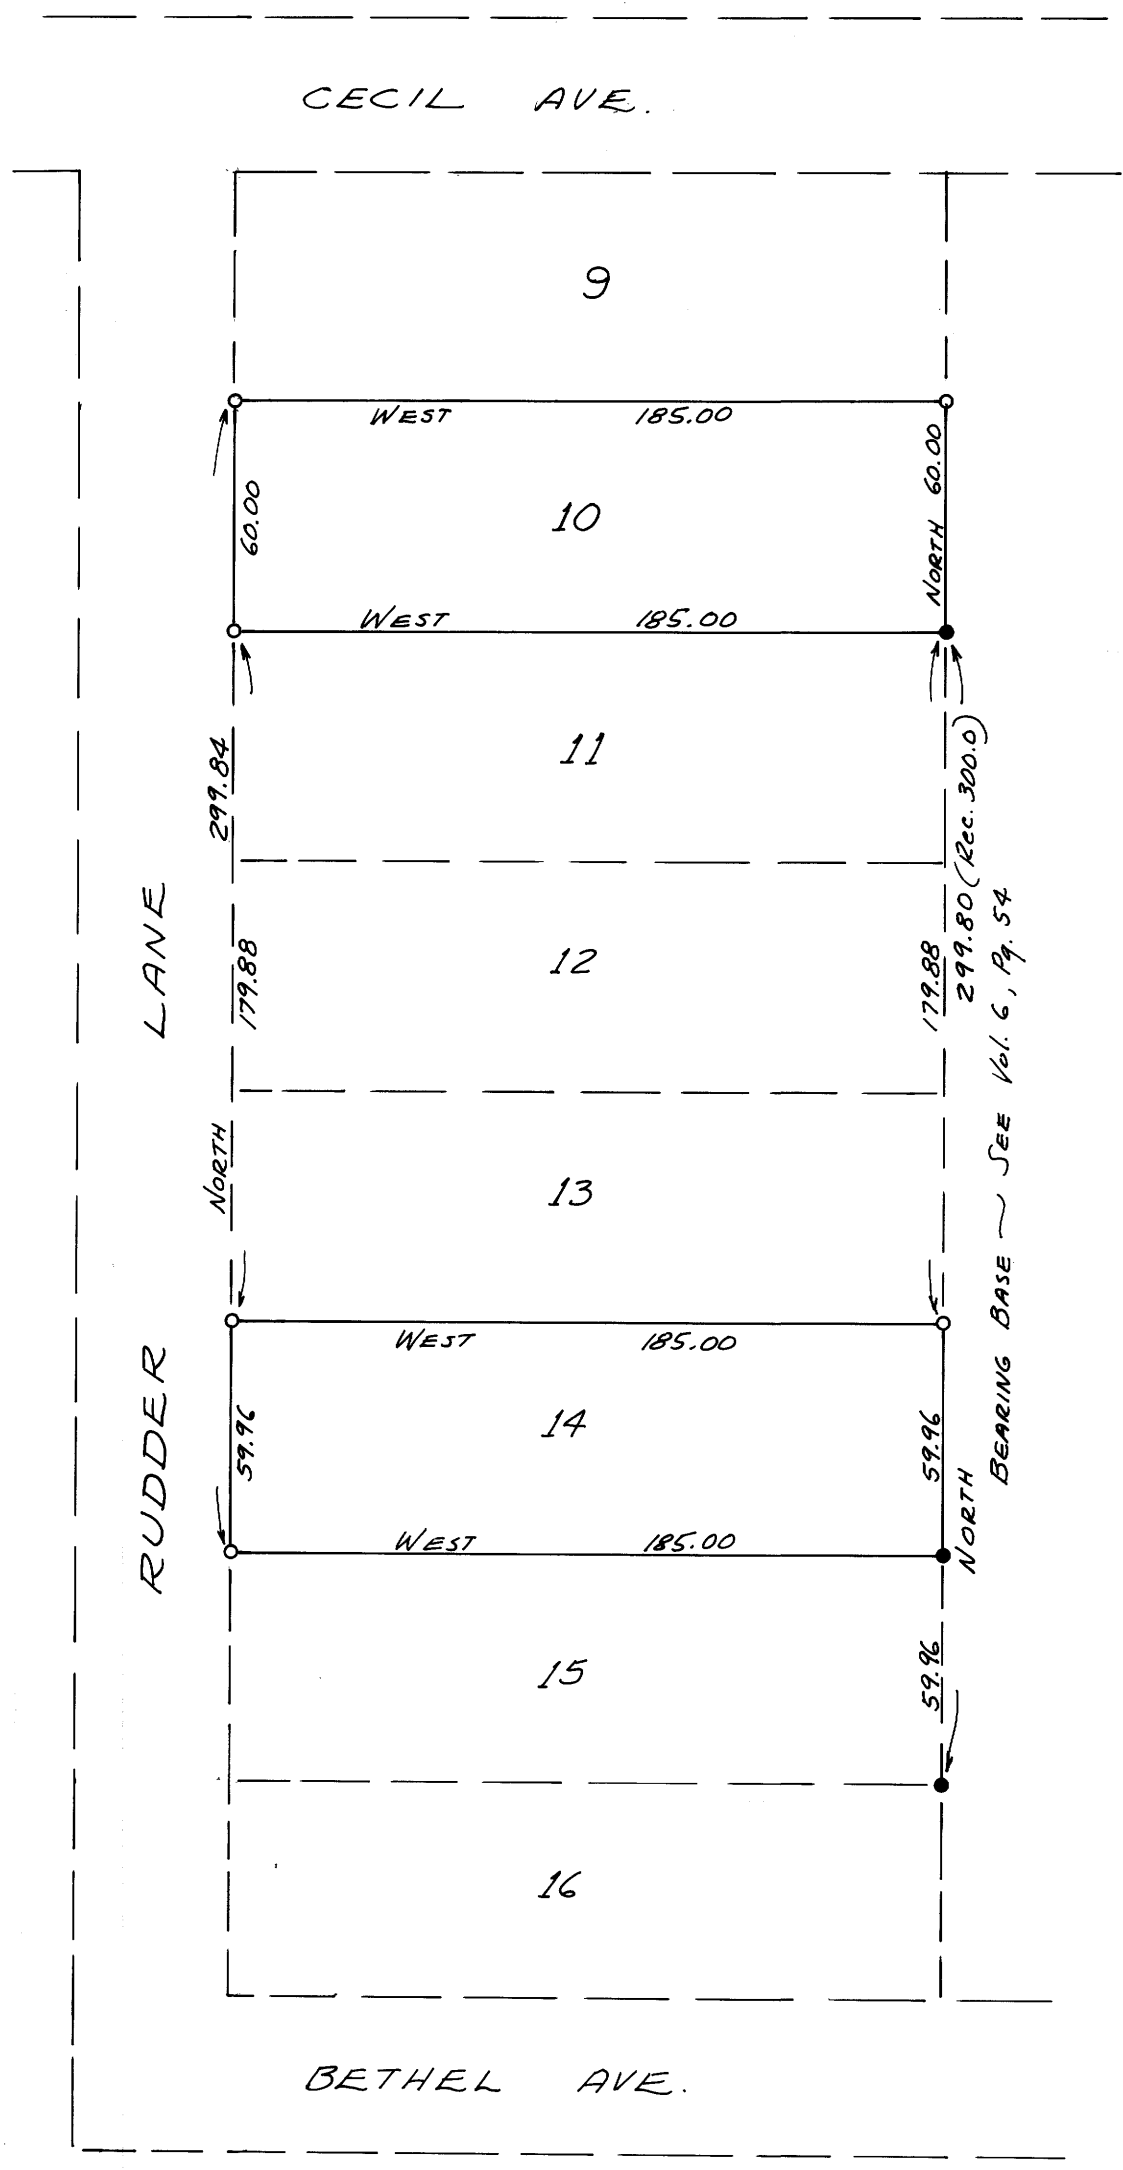 CECIL AVE.
9
WEST 185.00
60.00
10
NORTH 60.00
WEST 185.00
299.84
11
299.80 (Rec. 300.0)
LANE
179.88
12
179.88
BEARING BASE ~ SEE Vol. 6, Pg. 54
NORTH
13
WEST 185.00
RUDDER
59.96
14
59.96
NORTH
WEST 185.00
15
59.96
16
BETHEL AVE.